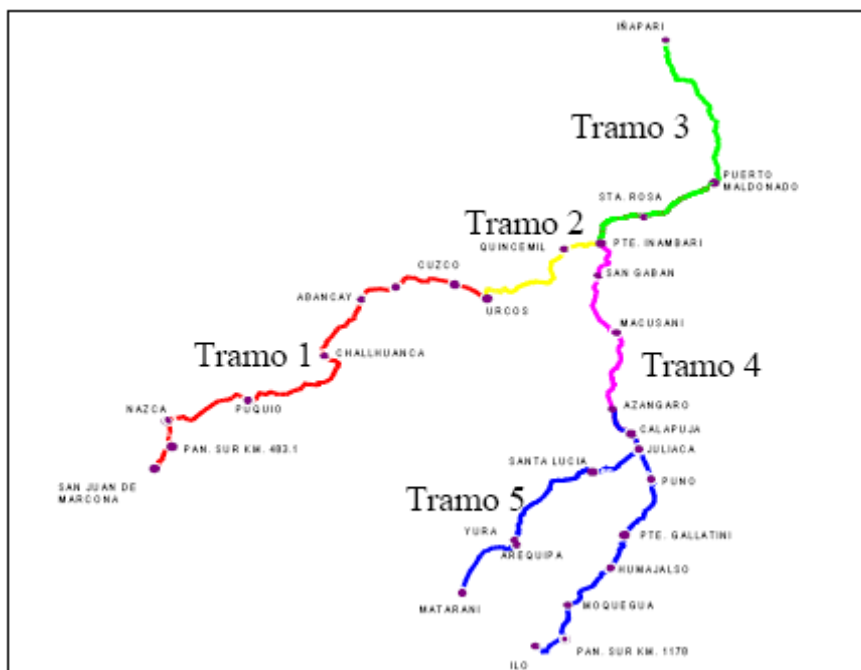 IÑAPARI
Tramo 3
PUERTO
MALDONADO
STA. ROSA
Tramo 2
QUINCEMIL
PTE. INAMBARI
CUZCO
SAN GABAN
ABANCAY
URCOS
MACUSANI
Tramo 1
CHALLHUANCA
Tramo 4
NAZCA
PUQUIO
AZANGARO
CALAPUJA
PAN. SUR KM. 483.1
JULIACA
SANTA LUCIA
SAN JUAN DE
MARCONA
PUNO
Tramo 5
YURA
PTE. GALLATINI
AREQUIPA
HUMAJALSO
MATARANI
MOQUEGUA
PAN. SUR KM. 1178
ILO